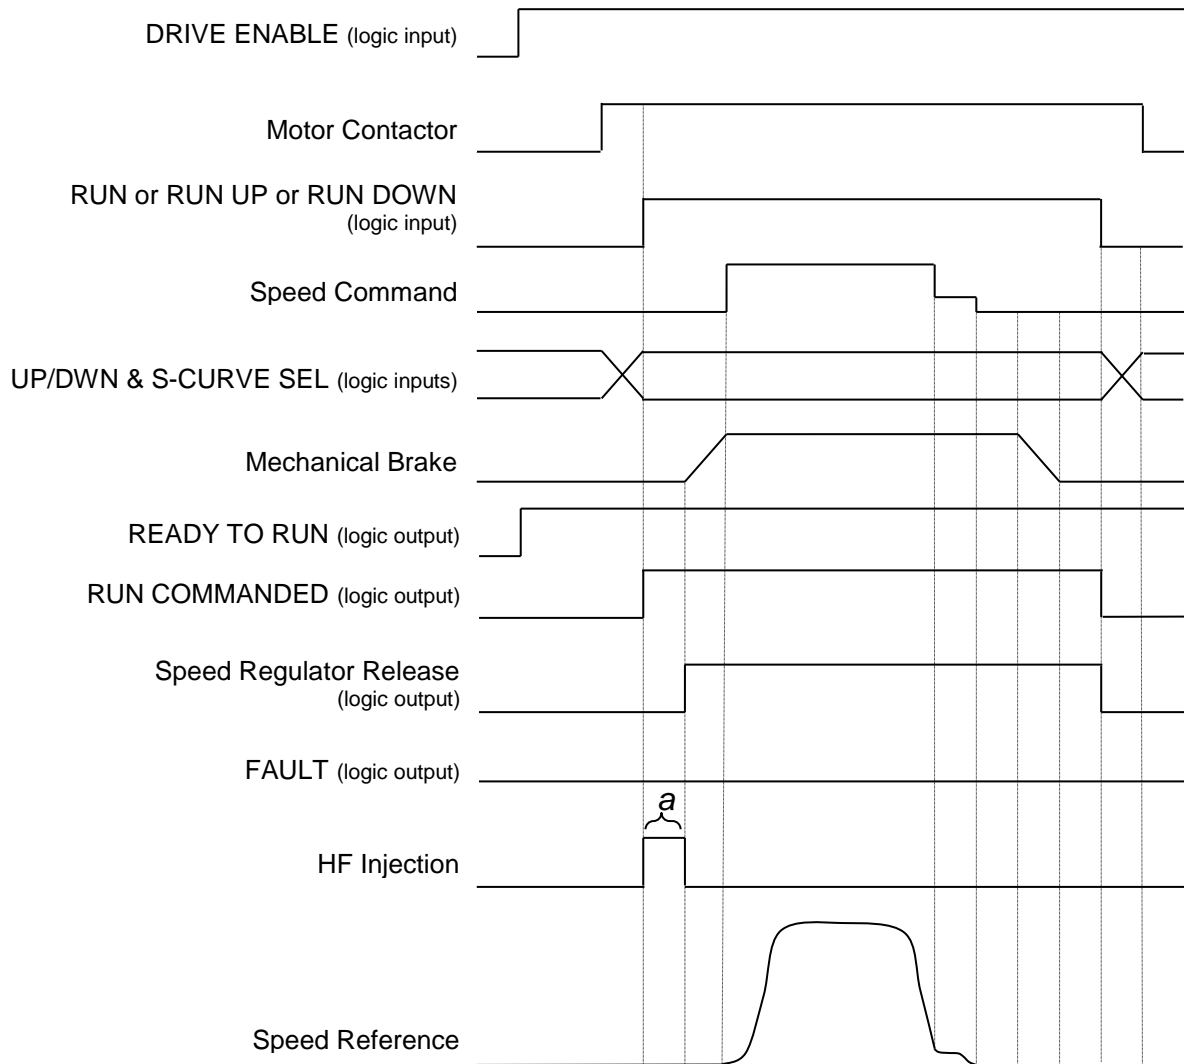 DRIVE ENABLE (logic input)
Motor Contactor
RUN or RUN UP or RUN DOWN
(logic input)
Speed Command
UP/DWN & S-CURVE SEL (logic inputs)
Mechanical Brake
READY TO RUN (logic output)
RUN COMMANDED (logic output)
Speed Regulator Release
(logic output)
FAULT (logic output)
a
HF Injection
Speed Reference